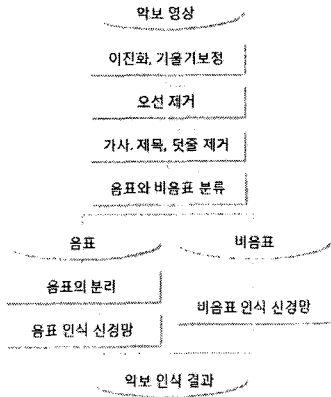 악보 영상
이진화, 기울기보정
오선 제거
가사, 제목, 덧줄 제거
음표와 비음표 분류
음표
비음표
음표의 분리
비음표 인식 신경망
음표 인식 신경망
악보 인식 결과